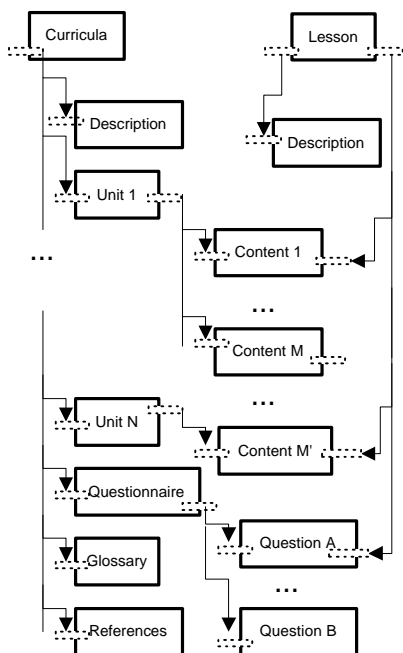 Curricula
Lesson
Description
Description
Unit 1
Content 1
...
...
Content M
...
Unit N
Content M'
Questionnaire
Question A
Glossary
...
References
Question B